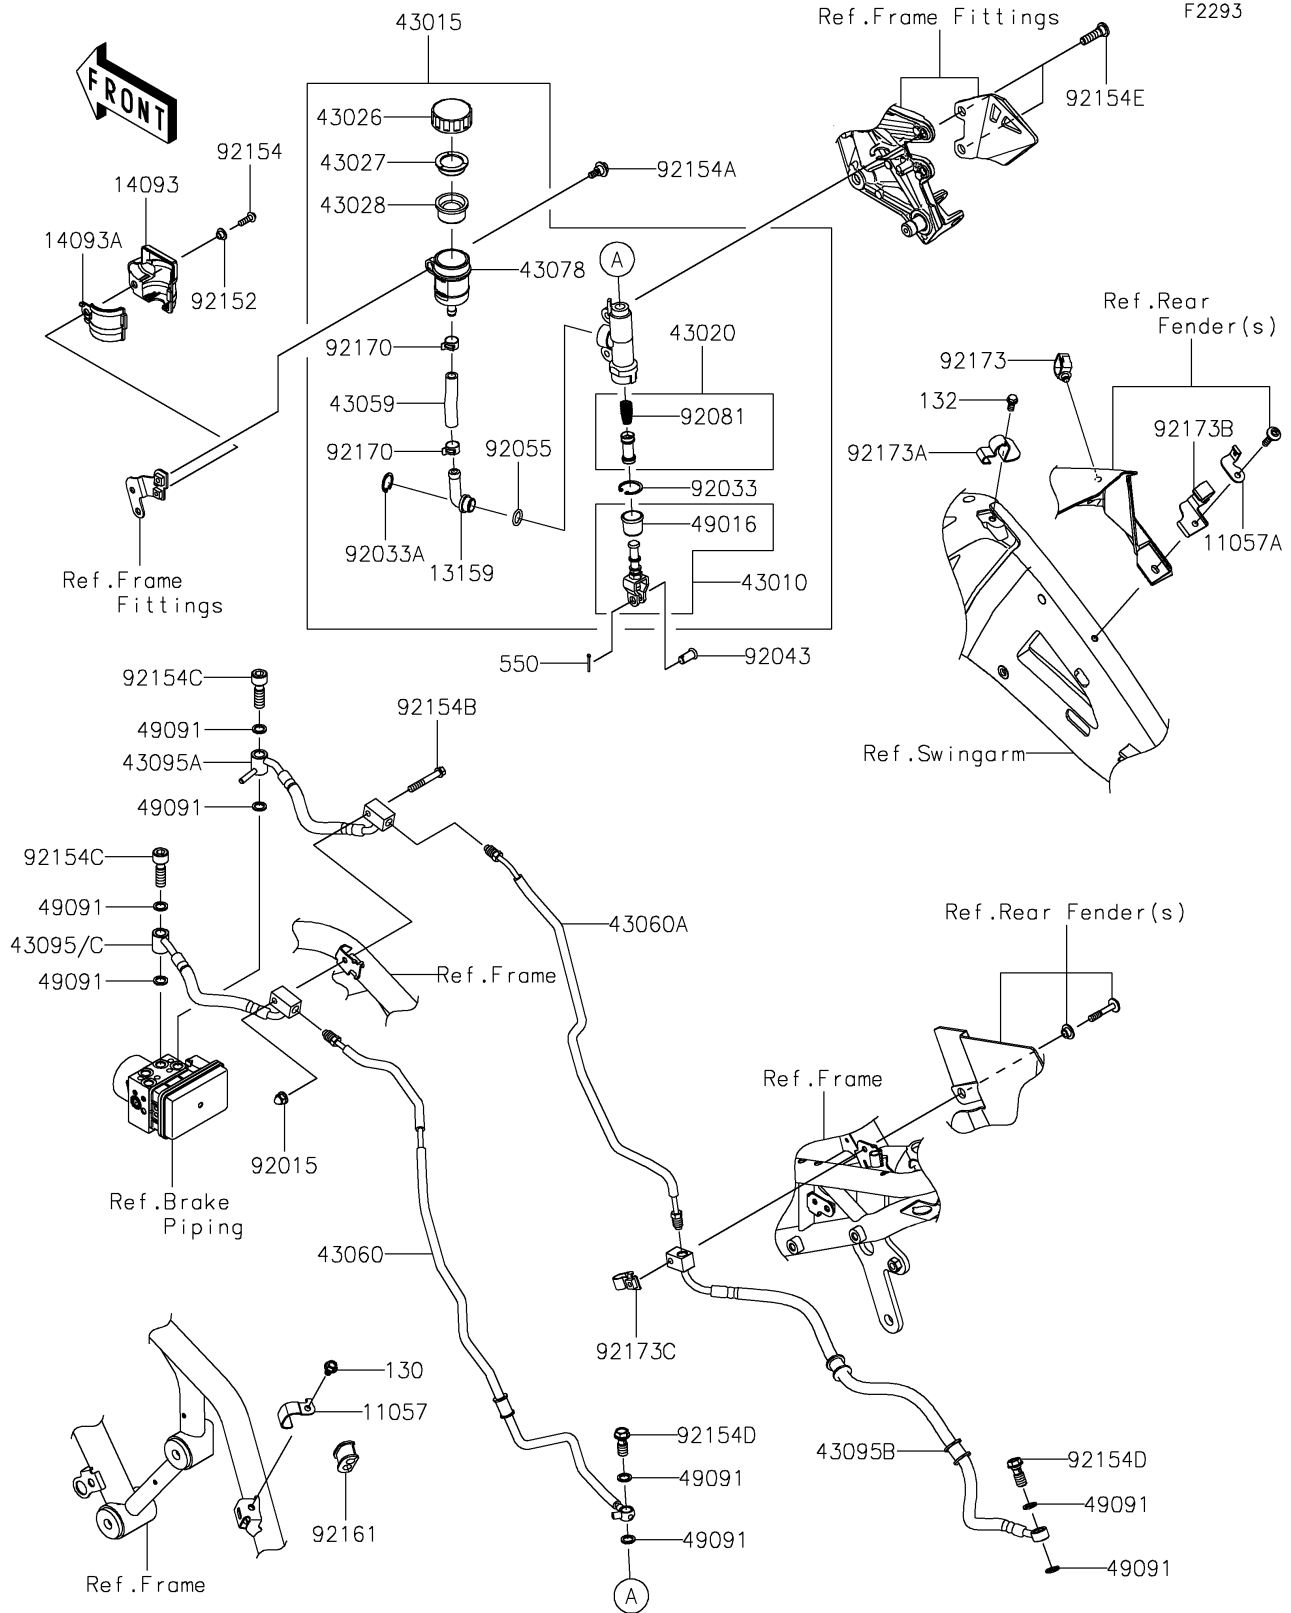 F2293
43015
Ref.Frame Fittings
FRONT
43026
92154E
92154
43027
92154A
14093
43028
14093A
A
43078
92152
Ref.Rear
Fender(s)
43020
92170
92173
132
43059
92081
92173B
92055
92170
92173A
92033
49016
92033A
11057A
13159
43010
Ref.Frame
Fittings
550
92043
92154C
92154B
49091
43095A
Ref.Swingarm
49091
92154C
49091
43060A
Ref.Rear Fender(s)
43095/C
49091
Ref.Frame
Ref.Frame
92015
Ref.Brake
Piping
43060
92173C
130
11057
92154D
43095B
92154D
49091
49091
92161
49091
49091
Ref.Frame
A